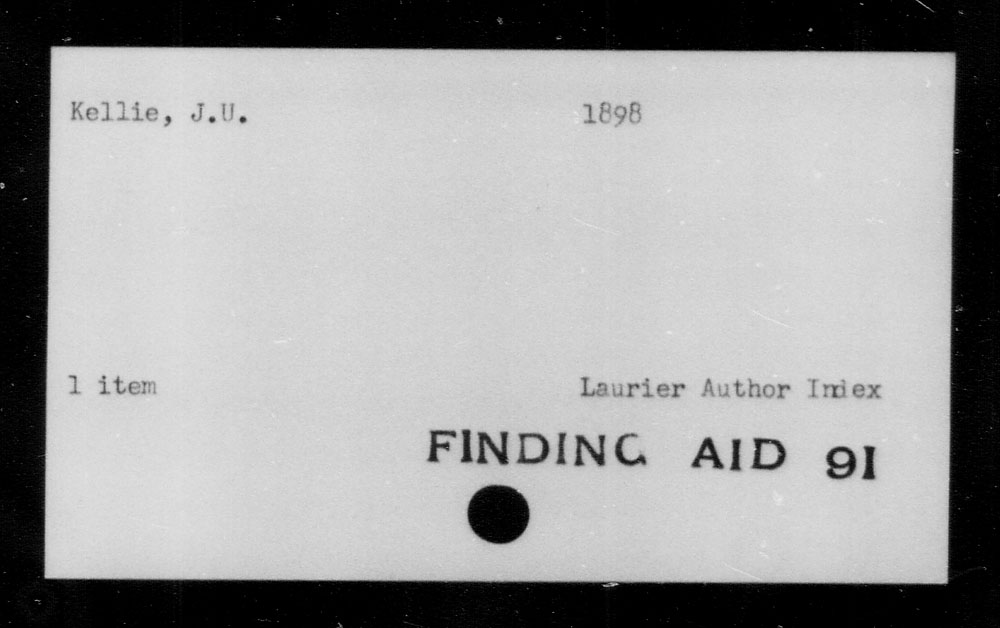 Kellie, J.U. 1898
1 item Laurier Author Index
FINDING AID 91